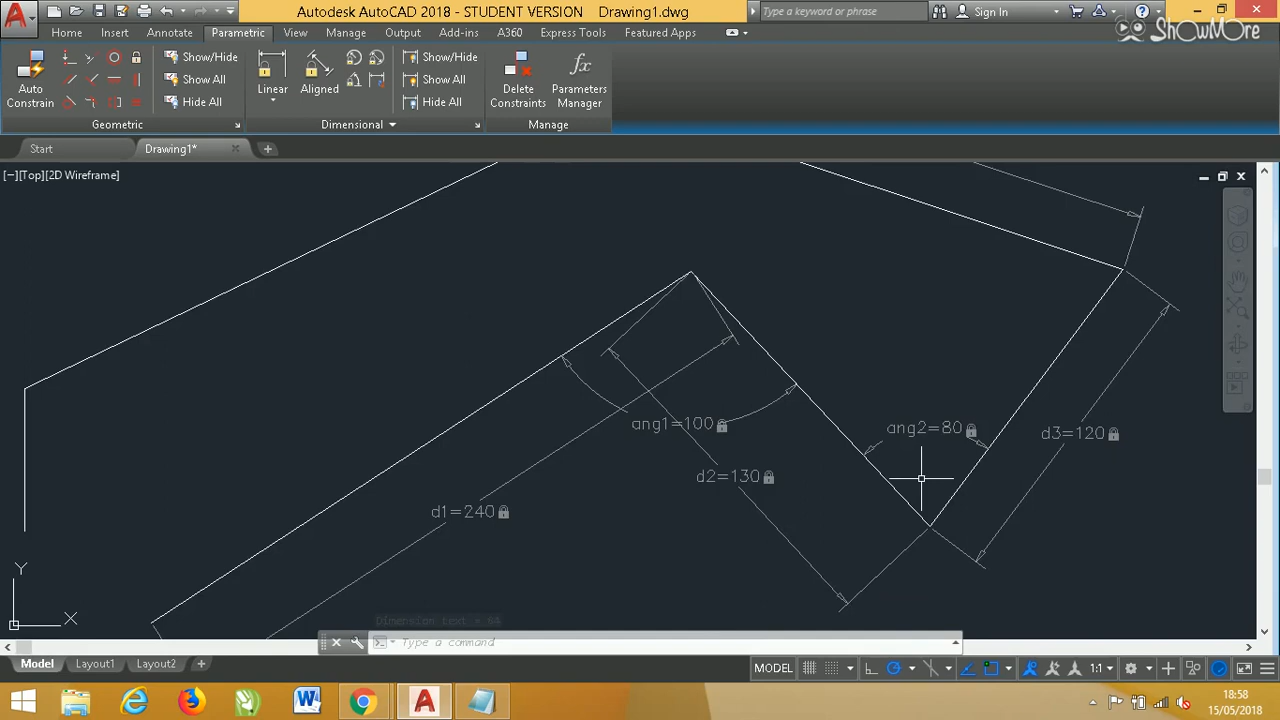 Autodesk AutoCAD 2018 - STUDENT VERSION Drawing1.dwg
Type a keyword or phrase
Sign In
ShowMore
Home Insert Annotate Parametric View Manage Output Add-ins A360 Express Tools Featured Apps
Auto Constrain
Show/Hide
Show All
Hide All
Geometric
Linear
Aligned
Show/Hide
Show All
Hide All
Dimensional
Delete Constraints
Parameters Manager
Manage
Start
Drawing1*
[−][Top][2D Wireframe]
ang1=100
ang2=80
d3=120
d2=130
d1=240
Y
X
Dimension text = 64
Type a command
Model Layout1 Layout2
MODEL
1:1
18:58
15/05/2018